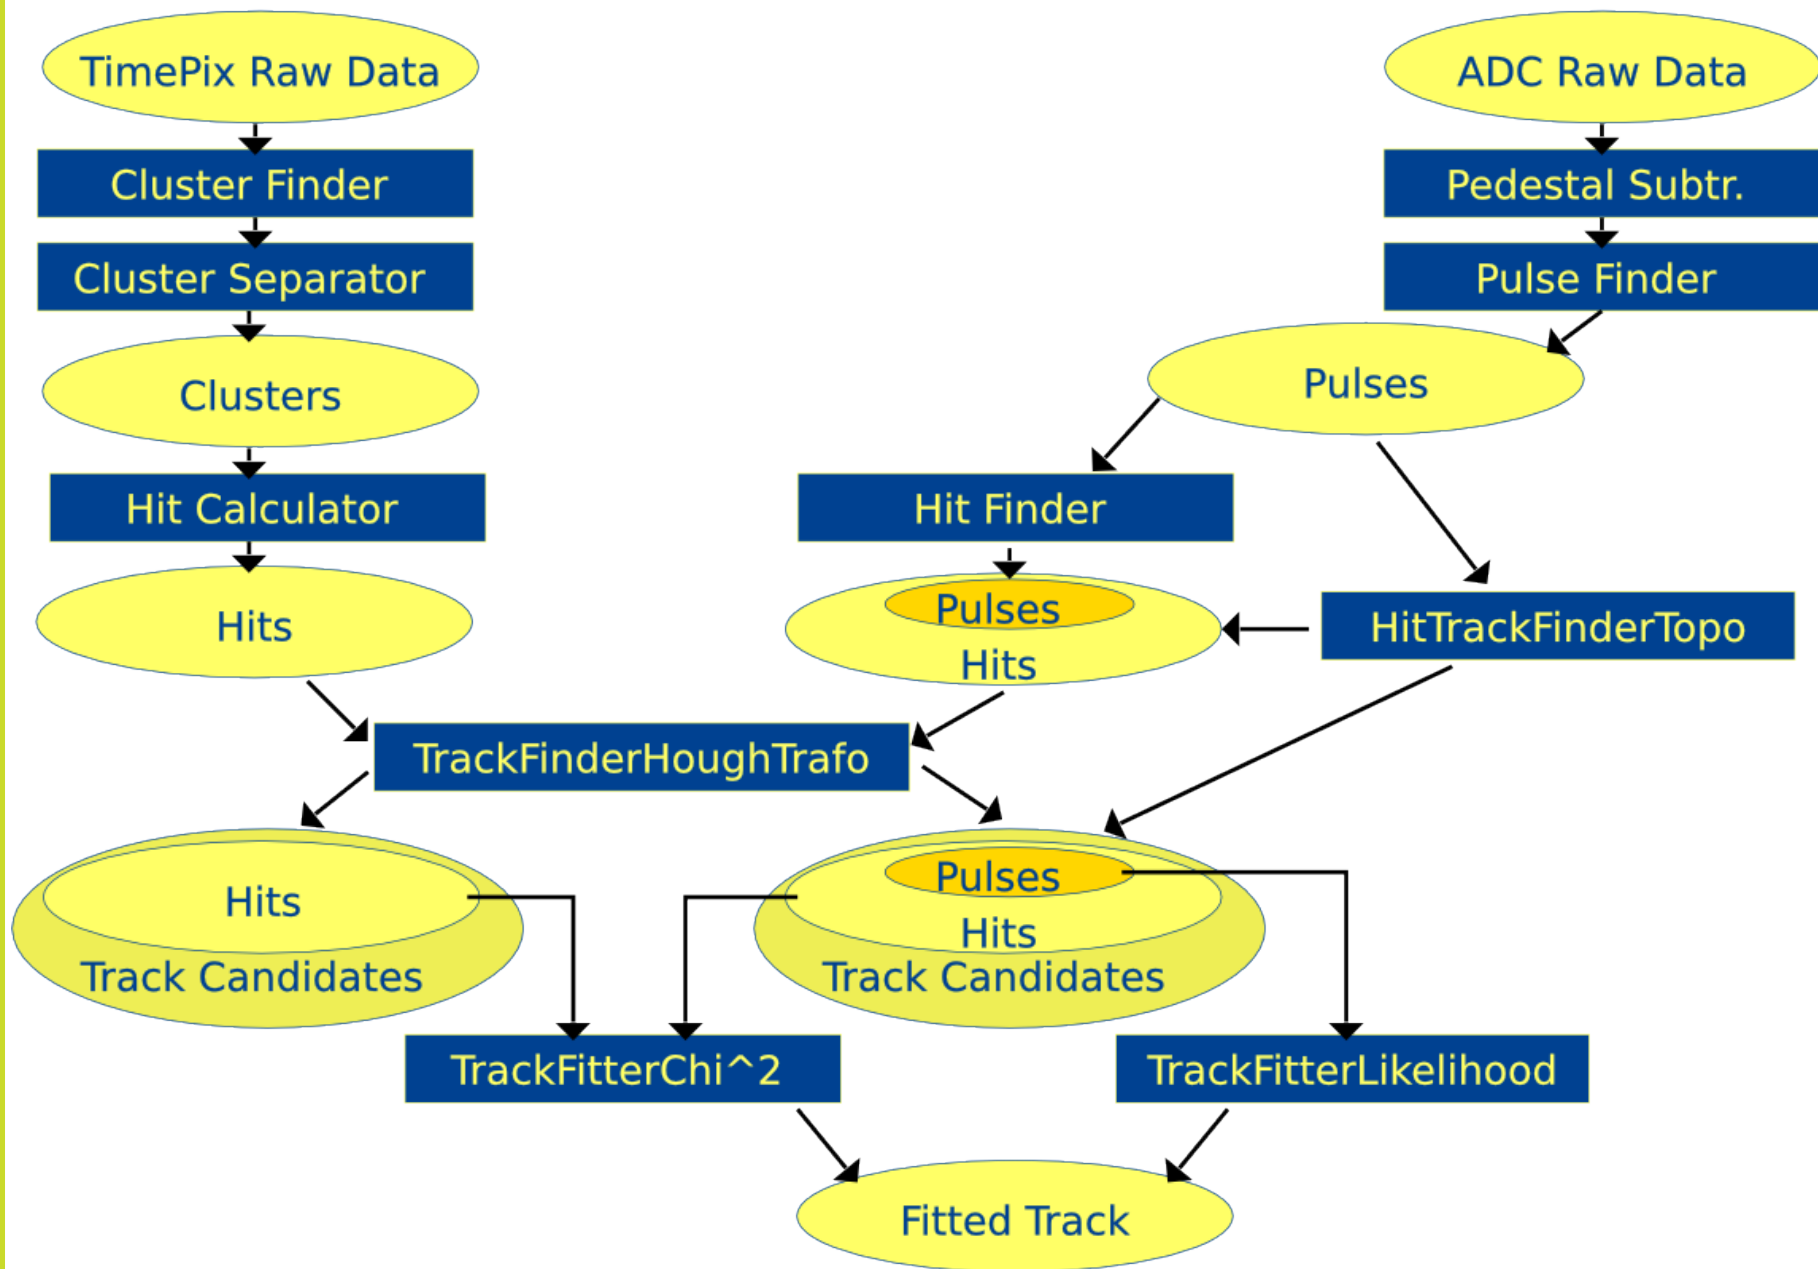 TimePix Raw Data
ADC Raw Data
Cluster Finder
Pedestal Subtr.
Cluster Separator
Pulse Finder
Clusters
Pulses
Hit Calculator
Hit Finder
Hits
Pulses
Hits
HitTrackFinderTopo
TrackFinderHoughTrafo
Hits
Track Candidates
Pulses
Hits
Track Candidates
TrackFitterChi^2
TrackFitterLikelihood
Fitted Track